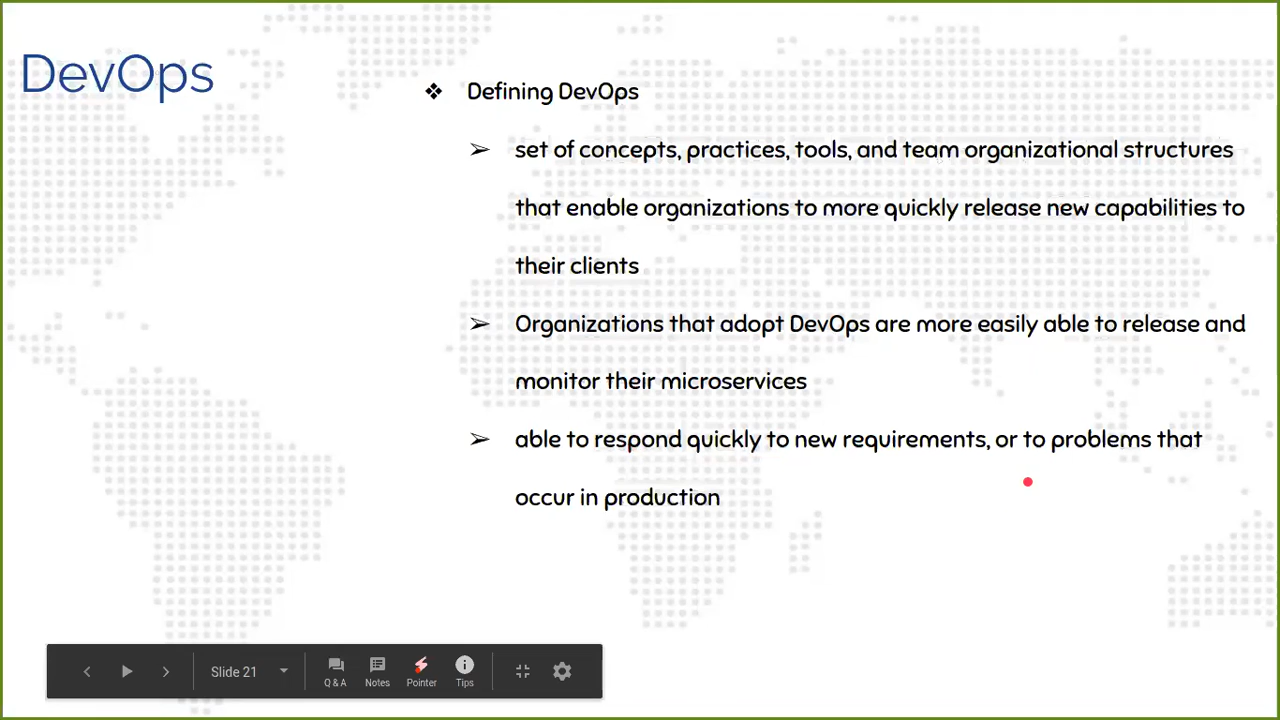 DevOps
❖ Defining DevOps
➢ set of concepts, practices, tools, and team organizational structures
that enable organizations to more quickly release new capabilities to
their clients
➢ Organizations that adopt DevOps are more easily able to release and
monitor their microservices
➢ able to respond quickly to new requirements, or to problems that
occur in production
Slide 21
Q & A Notes Pointer Tips